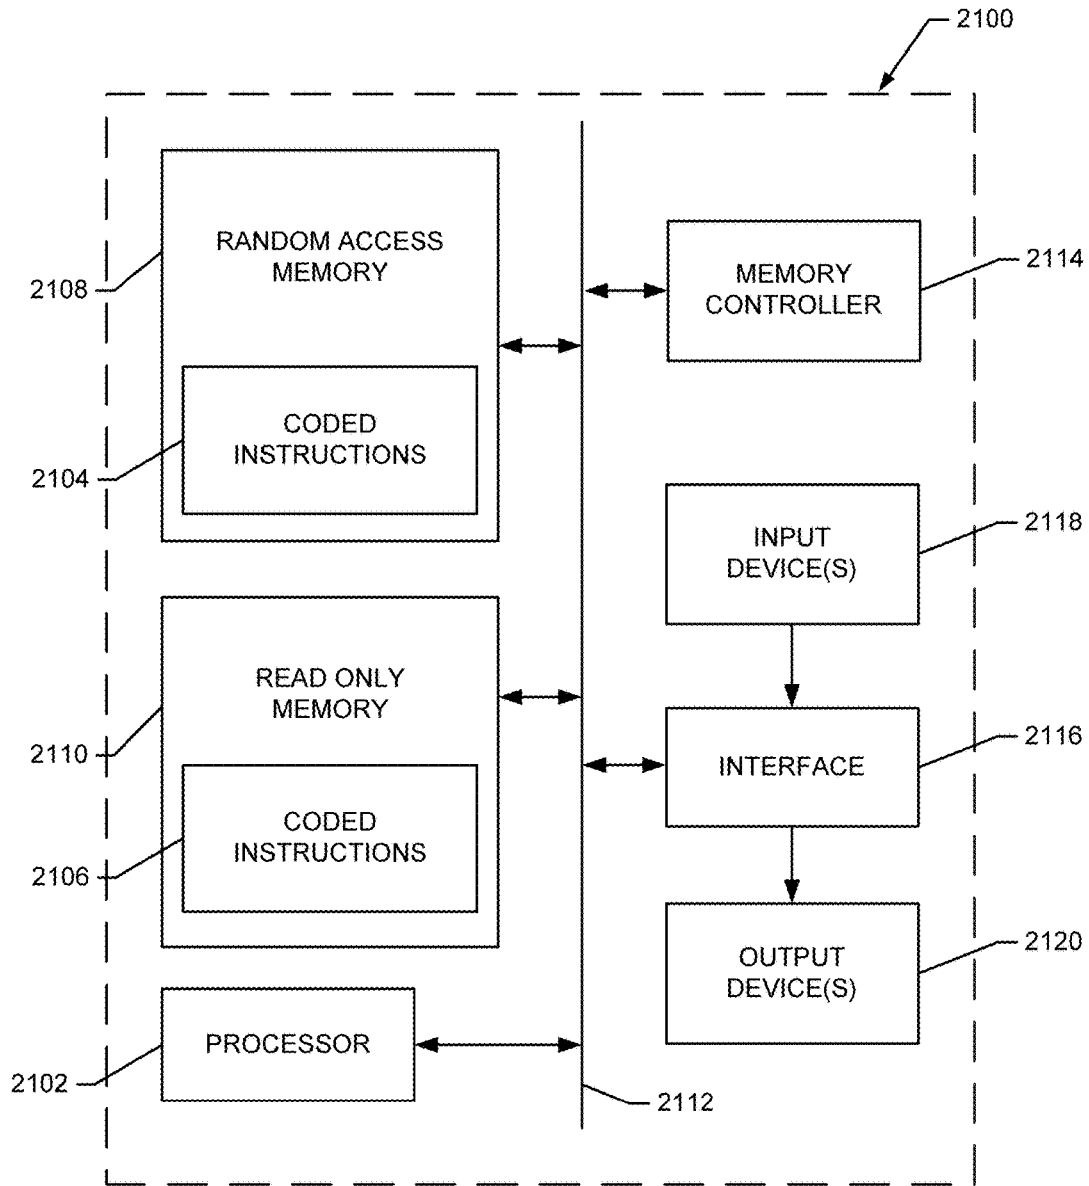 2100
RANDOM ACCESS
MEMORY
2108
CODED
INSTRUCTIONS
2104
READ ONLY
MEMORY
2110
CODED
INSTRUCTIONS
2106
PROCESSOR
2102
2112
MEMORY
CONTROLLER
2114
INPUT
DEVICE(S)
2118
INTERFACE
2116
OUTPUT
DEVICE(S)
2120